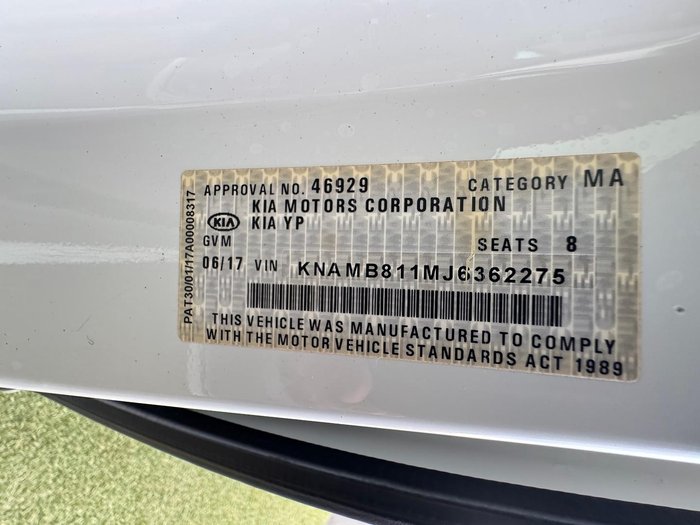 APPROVAL NO. 46929 CATEGORY MA
KIA MOTORS CORPORATION
KIA KIA YP
GVM SEATS 8
06/17 VIN KNAMB811MJ6362275
THIS VEHICLE WAS MANUFACTURED TO COMPLY
WITH THE MOTOR VEHICLE STANDARDS ACT 1989
PAT30/01/17A00008317